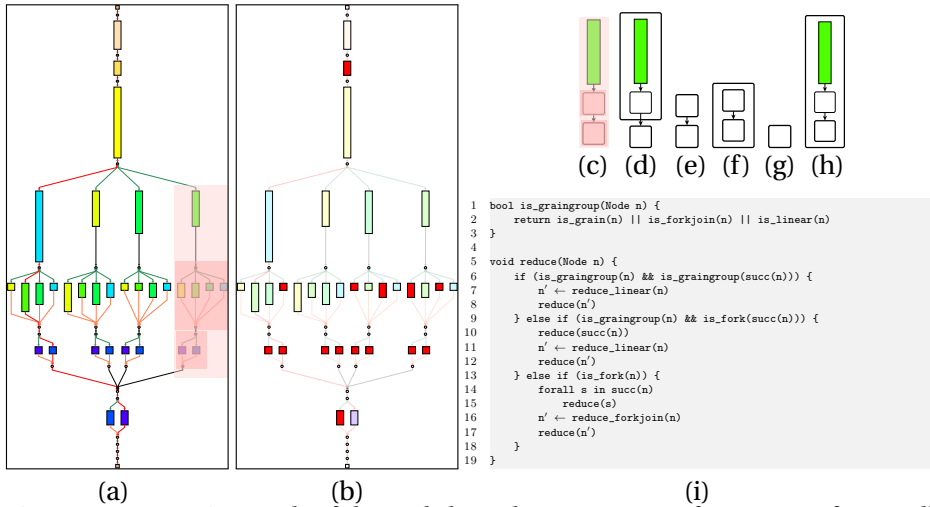 (c) (d) (e) (f) (g) (h)
1 bool is_graingroup(Node n) {
2 return is_grain(n) || is_forkjoin(n) || is_linear(n)
3 }
4
5 void reduce(Node n) {
6 if (is_graingroup(n) && is_graingroup(succ(n))) {
7 n′ ← reduce_linear(n)
8 reduce(n′)
9 } else if (is_graingroup(n) && is_fork(succ(n))) {
10 reduce(succ(n))
11 n′ ← reduce_linear(n)
12 reduce(n′)
13 } else if (is_fork(n)) {
14 forall s in succ(n)
15 reduce(s)
16 n′ ← reduce_forkjoin(n)
17 reduce(n′)
18 }
19 }
(a) (b) (i)